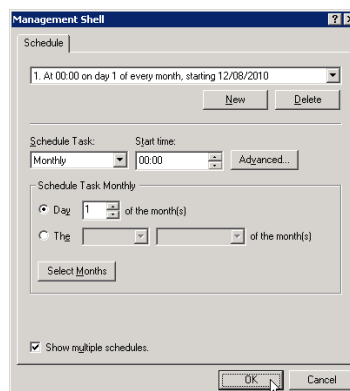 Management Shell
Schedule
1. At 00:00 on day 1 of every month, starting 12/08/2010
New Delete
Schedule Task: Start time:
Monthly 00:00 Advanced...
Schedule Task Monthly
Day 1 of the month(s)
The of the month(s)
Select Months
Show multiple schedules.
OK Cancel